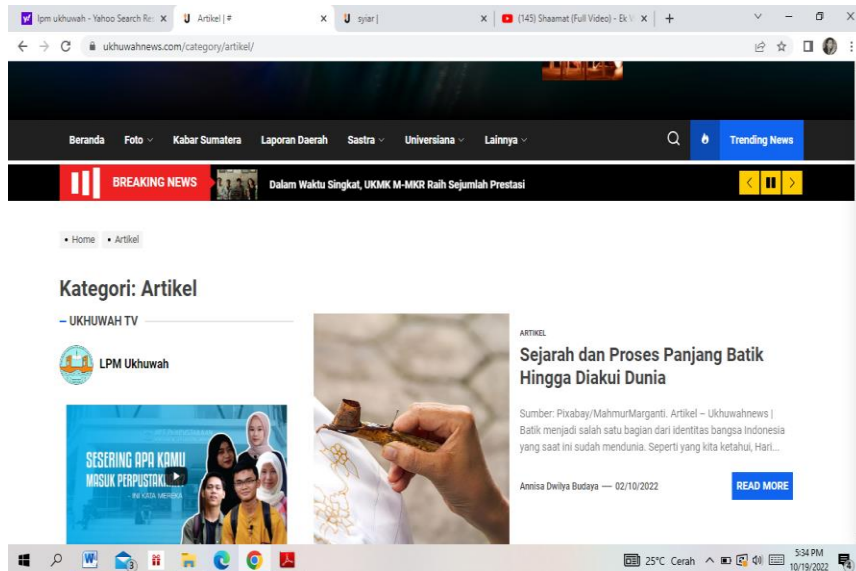 lpm ukhuwah - Yahoo Search Re:
Artikel | #
syiar |
(145) Shaamat (Full Video) - Ek V
ukhuwahnews.com/category/artikel/
Beranda Foto Kabar Sumatera Laporan Daerah Sastra Universiana Lainnya Trending News
BREAKING NEWS Dalam Waktu Singkat, UKMK M-MKR Raih Sejumlah Prestasi
• Home • Artikel
Kategori: Artikel
– UKHUWAH TV
LPM Ukhuwah
SESERING APA KAMU
MASUK PERPUSTAKAAN
- INI KATA MEREKA
ARTIKEL
Sejarah dan Proses Panjang Batik
Hingga Diakui Dunia
Sumber: Pixabay/MahmurMarganti. Artikel – Ukhuwahnews |
Batik menjadi salah satu bagian dari identitas bangsa Indonesia
yang saat ini sudah mendunia. Seperti yang kita ketahui, Hari...
Annisa Dwilya Budaya — 02/10/2022
READ MORE
25°C Cerah
5:34 PM
10/19/2022